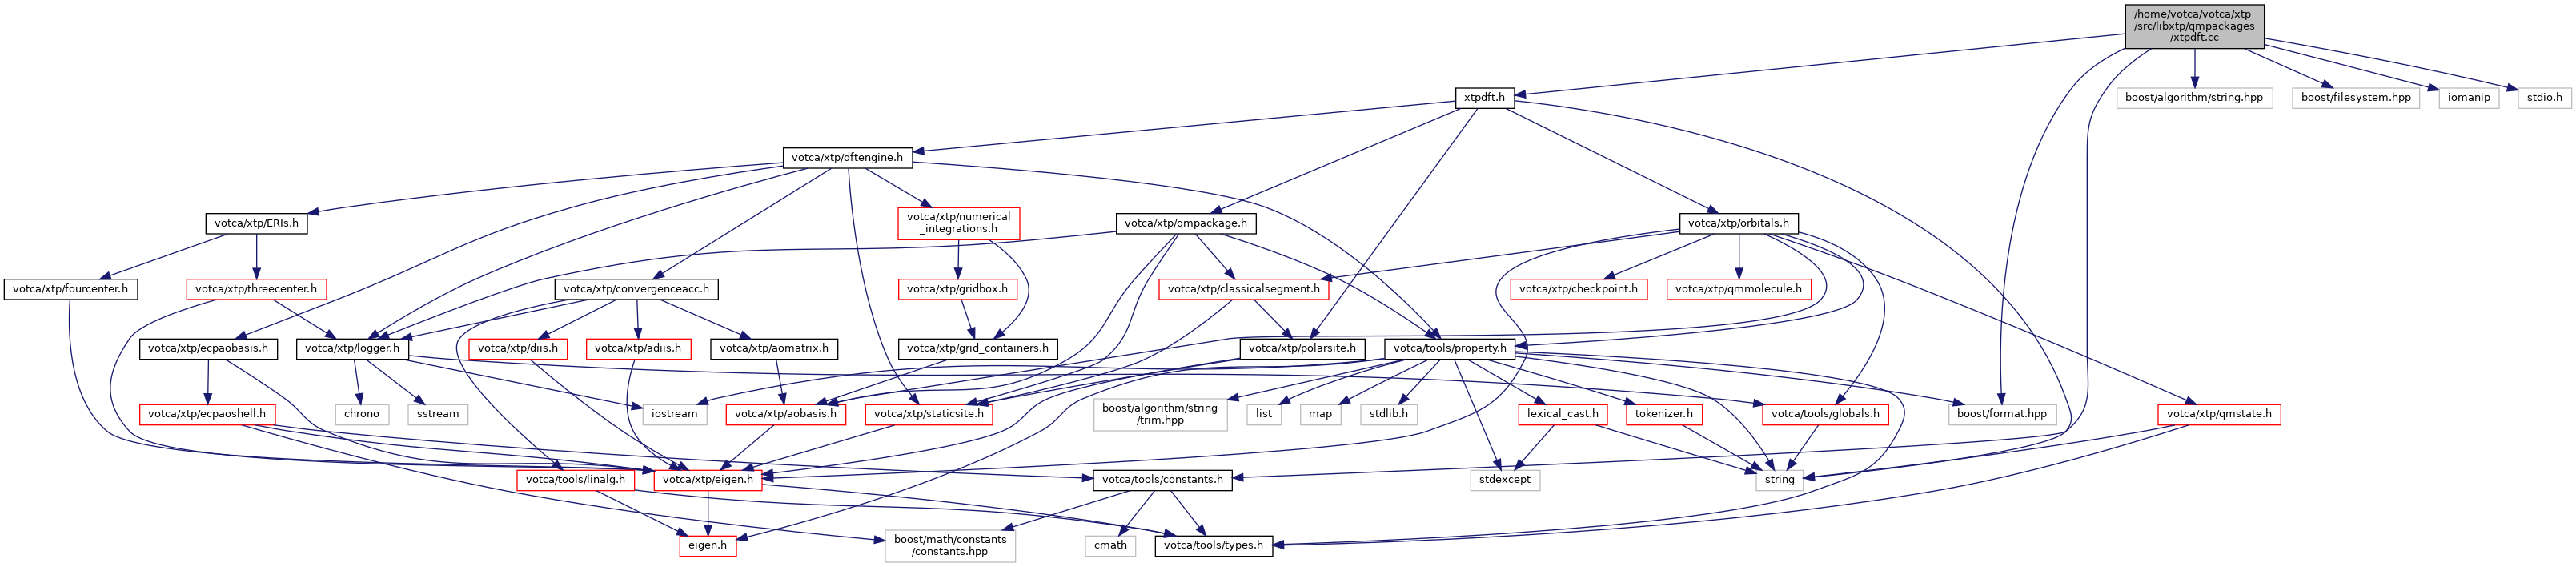 /home/votca/votca/xtp
/src/libxtp/qmpackages
/xtpdft.cc
xtpdft.h
boost/algorithm/string.hpp
boost/filesystem.hpp
iomanip
stdio.h
votca/xtp/dftengine.h
votca/xtp/ERIs.h
votca/xtp/numerical
_integrations.h
votca/xtp/qmpackage.h
votca/xtp/orbitals.h
votca/xtp/fourcenter.h
votca/xtp/threecenter.h
votca/xtp/convergenceacc.h
votca/xtp/gridbox.h
votca/xtp/classicalsegment.h
votca/xtp/checkpoint.h
votca/xtp/qmmolecule.h
votca/xtp/ecpaobasis.h
votca/xtp/logger.h
votca/xtp/diis.h
votca/xtp/adiis.h
votca/xtp/aomatrix.h
votca/xtp/grid_containers.h
votca/xtp/polarsite.h
votca/tools/property.h
votca/xtp/ecpaoshell.h
chrono
sstream
iostream
votca/xtp/aobasis.h
votca/xtp/staticsite.h
boost/algorithm/string
/trim.hpp
list
map
stdlib.h
lexical_cast.h
tokenizer.h
votca/tools/globals.h
boost/format.hpp
votca/xtp/qmstate.h
votca/tools/linalg.h
votca/xtp/eigen.h
votca/tools/constants.h
stdexcept
string
eigen.h
boost/math/constants
/constants.hpp
cmath
votca/tools/types.h